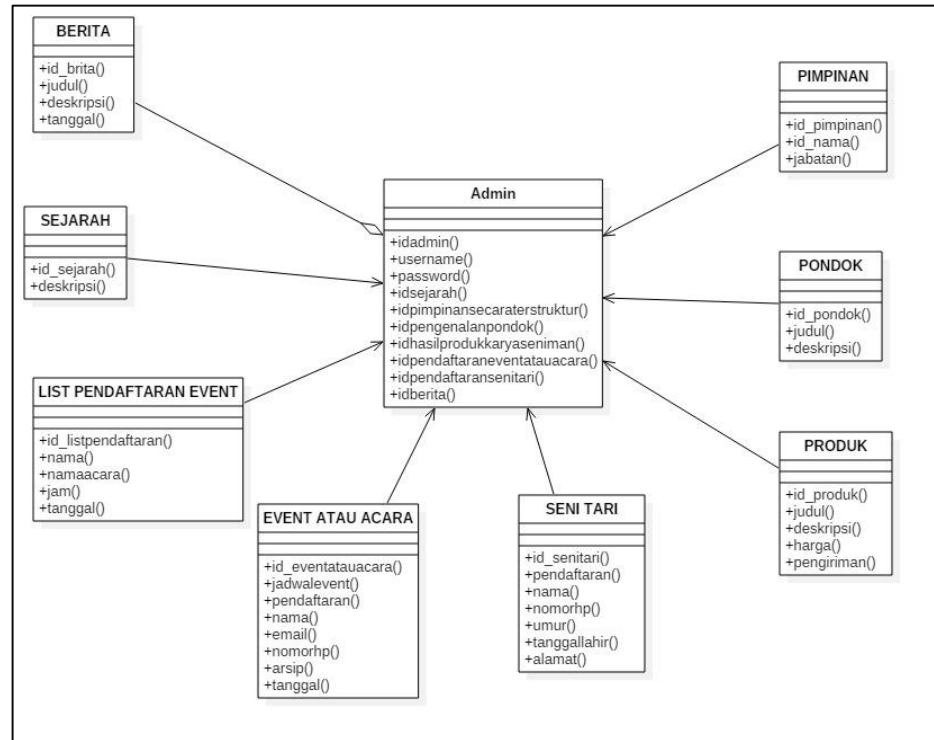 BERITA
+id_brita()
+judul()
+deskripsi()
+tanggal()
PIMPINAN
+id_pimpinan()
+id_nama()
+jabatan()
Admin
+idadmin()
+username()
+password()
+idsejarah()
+idpimpinansecaraterstruktur()
+idpengenalanpondok()
+idhasilprodukkaryaseniman()
+idpendaftaraneventatauacara()
+idpendaftaransenitari()
+idberita()
SEJARAH
+id_sejarah()
+deskripsi()
PONDOK
+id_pondok()
+judul()
+deskripsi()
LIST PENDAFTARAN EVENT
+id_listpendaftaran()
+nama()
+namaacara()
+jam()
+tanggal()
PRODUK
+id_produk()
+judul()
+deskripsi()
+harga()
+pengiriman()
EVENT ATAU ACARA
+id_eventatauacara()
+jadwalevent()
+pendaftaran()
+nama()
+email()
+nomorhp()
+arsip()
+tanggal()
SENI TARI
+id_senitari()
+pendaftaran()
+nama()
+nomorhp()
+umur()
+tanggallahir()
+alamat()